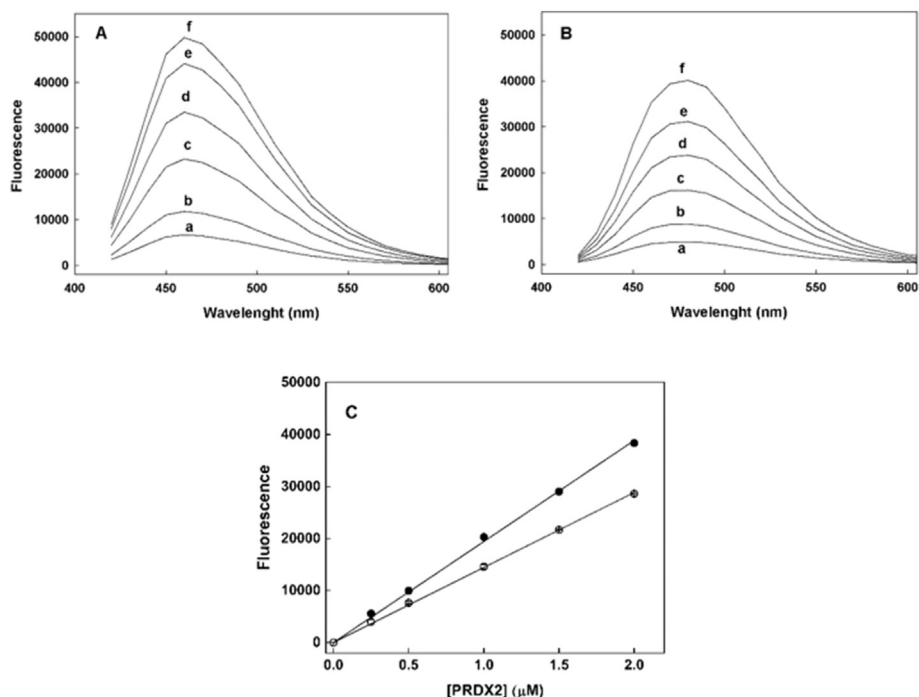 A
f
e
d
c
b
a
50000
40000
30000
20000
10000
0
Fluorescence
400 450 500 550 600
Wavelenght (nm)
B
f
e
d
c
b
a
50000
40000
30000
20000
10000
0
Fluorescence
400 450 500 550 600
Wavelenght (nm)
C
50000
40000
30000
20000
10000
0
Fluorescence
0.0 0.5 1.0 1.5 2.0
[PRDX2] (μM)